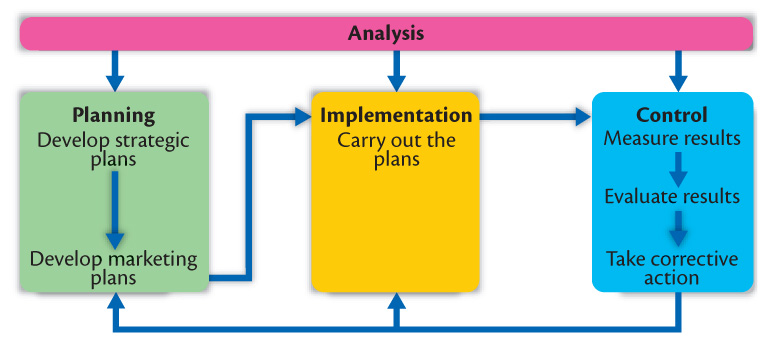 Analysis
Planning
Develop strategic
plans
Develop marketing
plans
Implementation
Carry out the
plans
Control
Measure results
Evaluate results
Take corrective
action